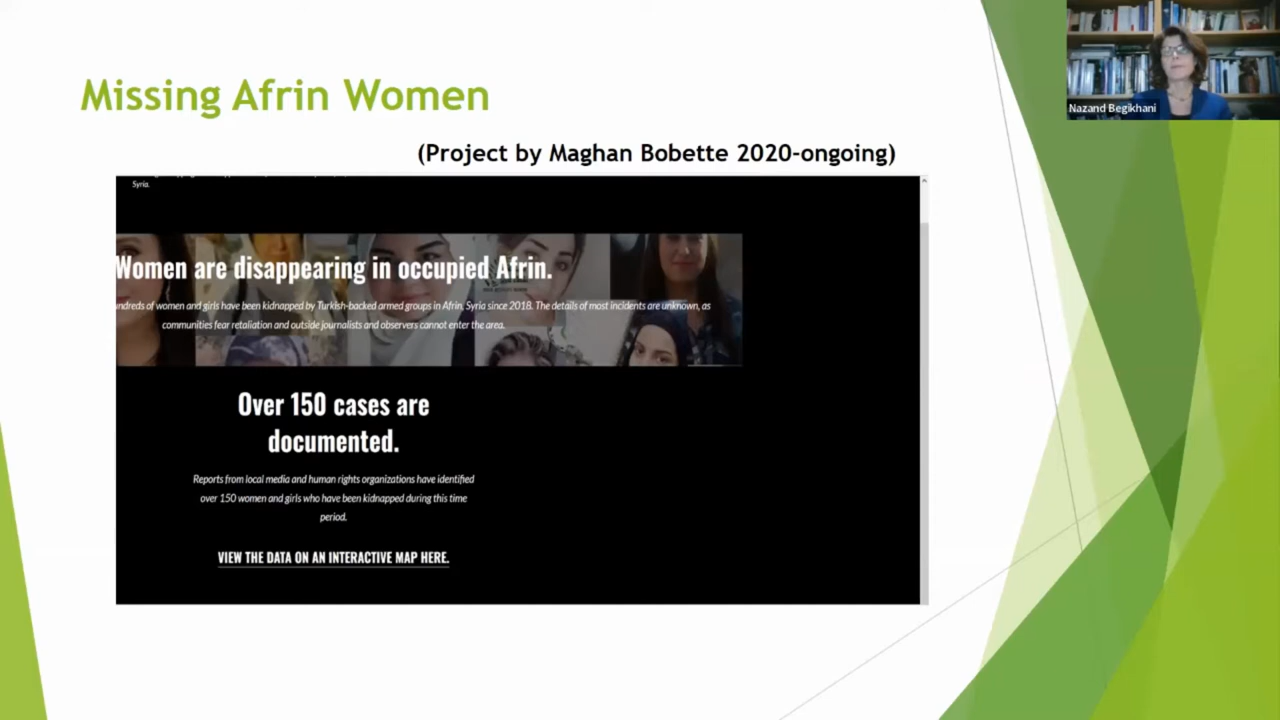 Missing Afrin Women
Nazand Begikhani
(Project by Maghan Bobette 2020-ongoing)
Syria.
Women are disappearing in occupied Afrin.
ndreds of women and girls have been kidnapped by Turkish-backed armed groups in Afrin, Syria since 2018. The details of most incidents are unknown, as
communities fear retaliation and outside journalists and observers cannot enter the area.
Over 150 cases are
documented.
Reports from local media and human rights organizations have identified
over 150 women and girls who have been kidnapped during this time
period.
VIEW THE DATA ON AN INTERACTIVE MAP HERE.